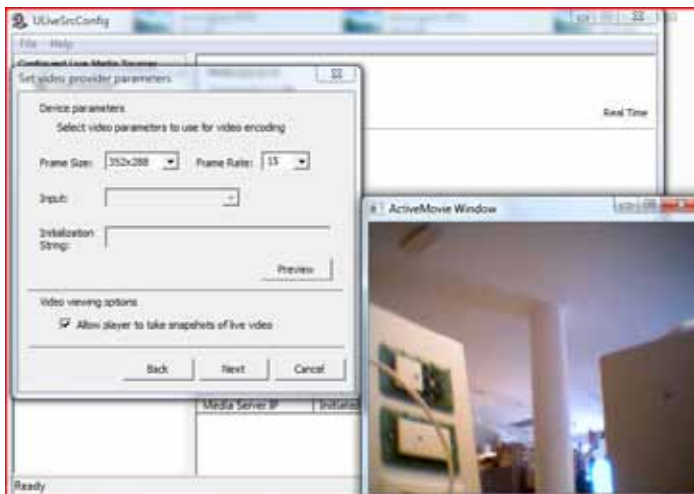 ULiveSrcConfig
File Help
Configured Live Media Sources
Set video provider parameters
Device parameters
Select video parameters to use for video encoding
Real Time
Frame Size: 352x288 Frame Rate: 15
Input:
ActiveMovie Window
Initialization
String:
Preview
Video viewing options
Allow player to take snapshots of live video
Back Next Cancel
Media Server IP
Ready